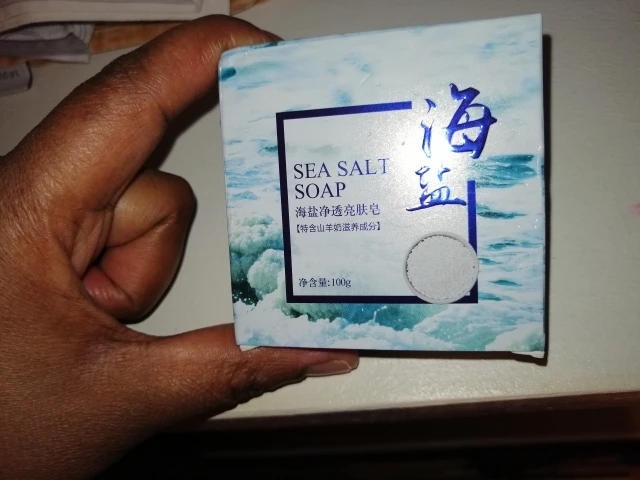 海
盐
SEA SALT
SOAP
海盐净透亮肤皂
【特含山羊奶滋养成分】
净含量:100g